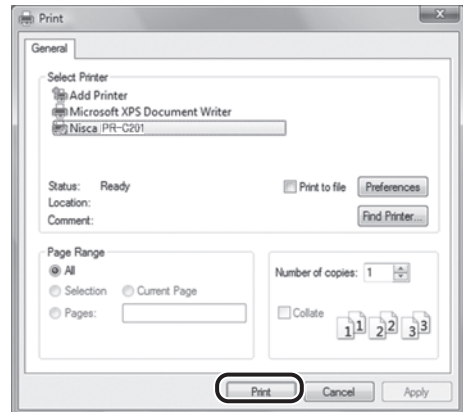 Print
General
Select Printer
Add Printer
Microsoft XPS Document Writer
Nisca PR-C201
Status: Ready
Print to file Preferences
Location:
Comment:
Find Printer...
Page Range
All
Selection Current Page
Pages:
Number of copies: 1
Collate
1 1 2 2 3 3
Print Cancel Apply